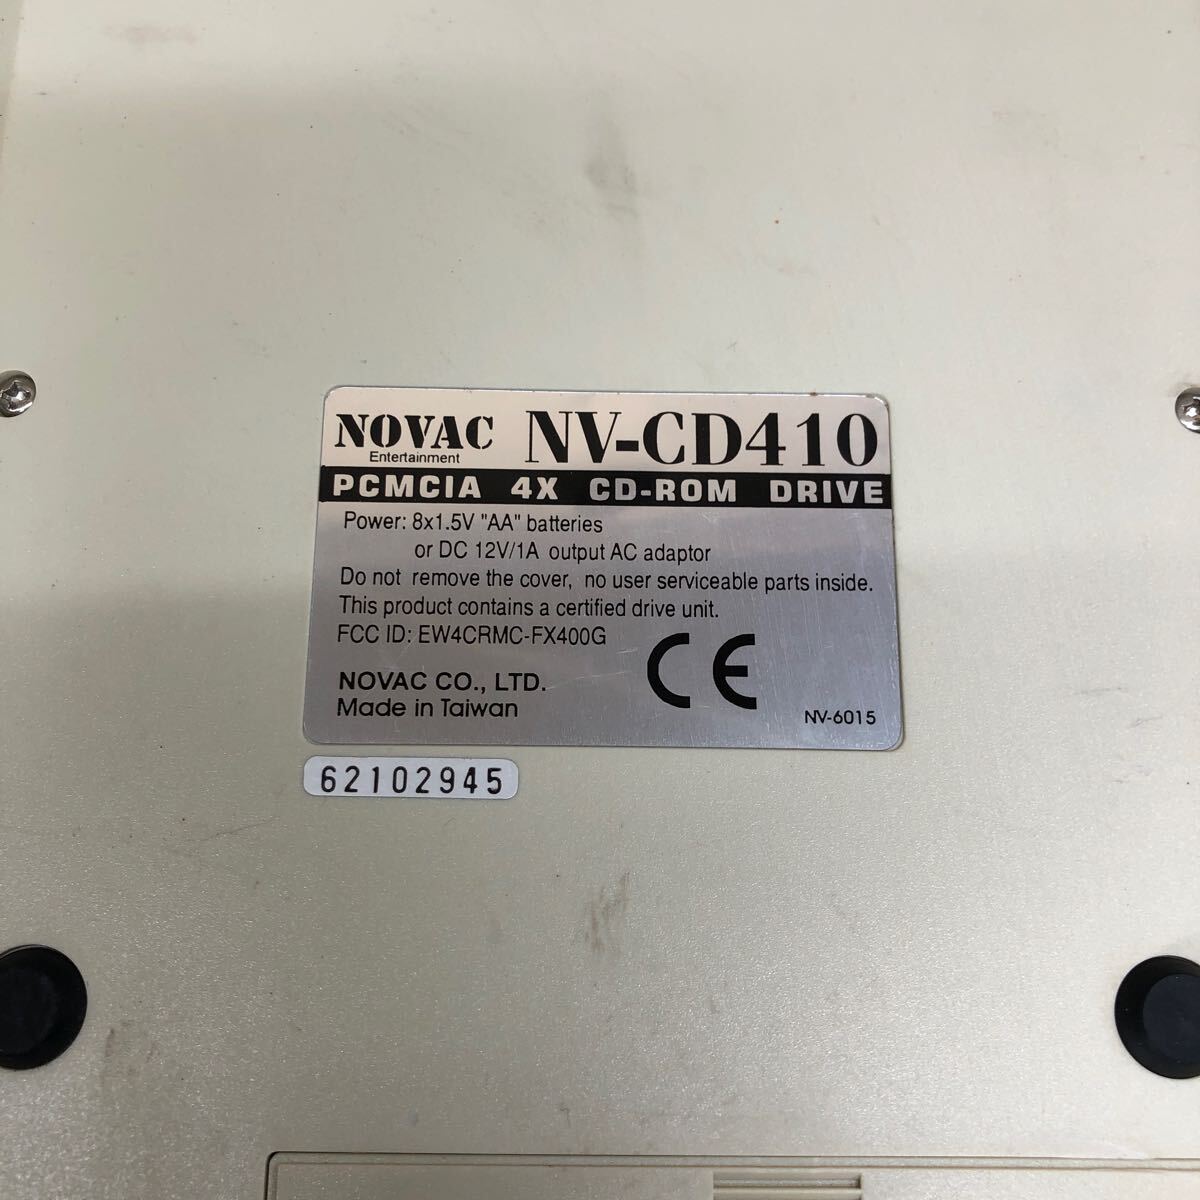 NOVAC NV-CD410
Entertainment
PCMCIA 4X CD-ROM DRIVE
Power: 8x1.5V "AA" batteries
or DC 12V/1A output AC adaptor
Do not remove the cover, no user serviceable parts inside.
This product contains a certified drive unit.
FCC ID: EW4CRMC-FX400G
CE
NOVAC CO., LTD.
Made in Taiwan
NV-6015
62102945